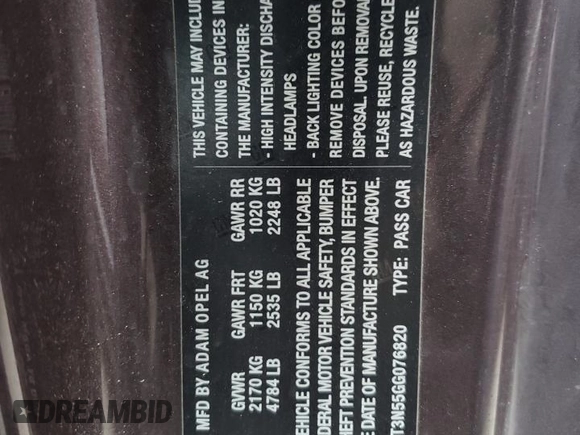 MFD BY ADAM OPEL AG
GVWR GAWR FRT GAWR RR
2170 KG 1150 KG 1020 KG
4784 LB 2535 LB 2248 LB
EHICLE CONFORMS TO ALL APPLICABLE
DERAL MOTOR VEHICLE SAFETY, BUMPER
HEFT PREVENTION STANDARDS IN EFFECT
E DATE OF MANUFACTURE SHOWN ABOVE.
T3N55GG076820 TYPE: PASS CAR
THIS VEHICLE MAY INCLUD
CONTAINING DEVICES IN
THE MANUFACTURER:
- HIGH INTENSITY DISCHA
HEADLAMPS
- BACK LIGHTING COLOR
REMOVE DEVICES BEFO
DISPOSAL. UPON REMOVA
PLEASE REUSE, RECYCLE
AS HAZARDOUS WASTE.
DREAMBID